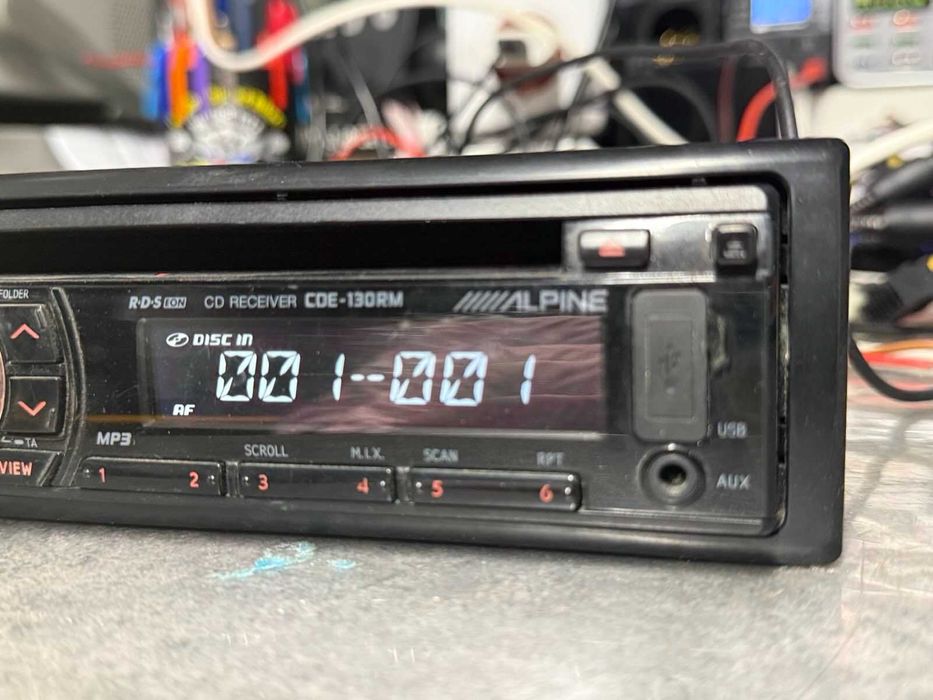 FOLDER
R·D·S EON CD RECEIVER CDE-130RM ALPINE
DISC IN
001--001
AF
TA
MP3
SCROLL M.I.X. SCAN RPT
USB
VIEW
1 2 3 4 5 6
AUX